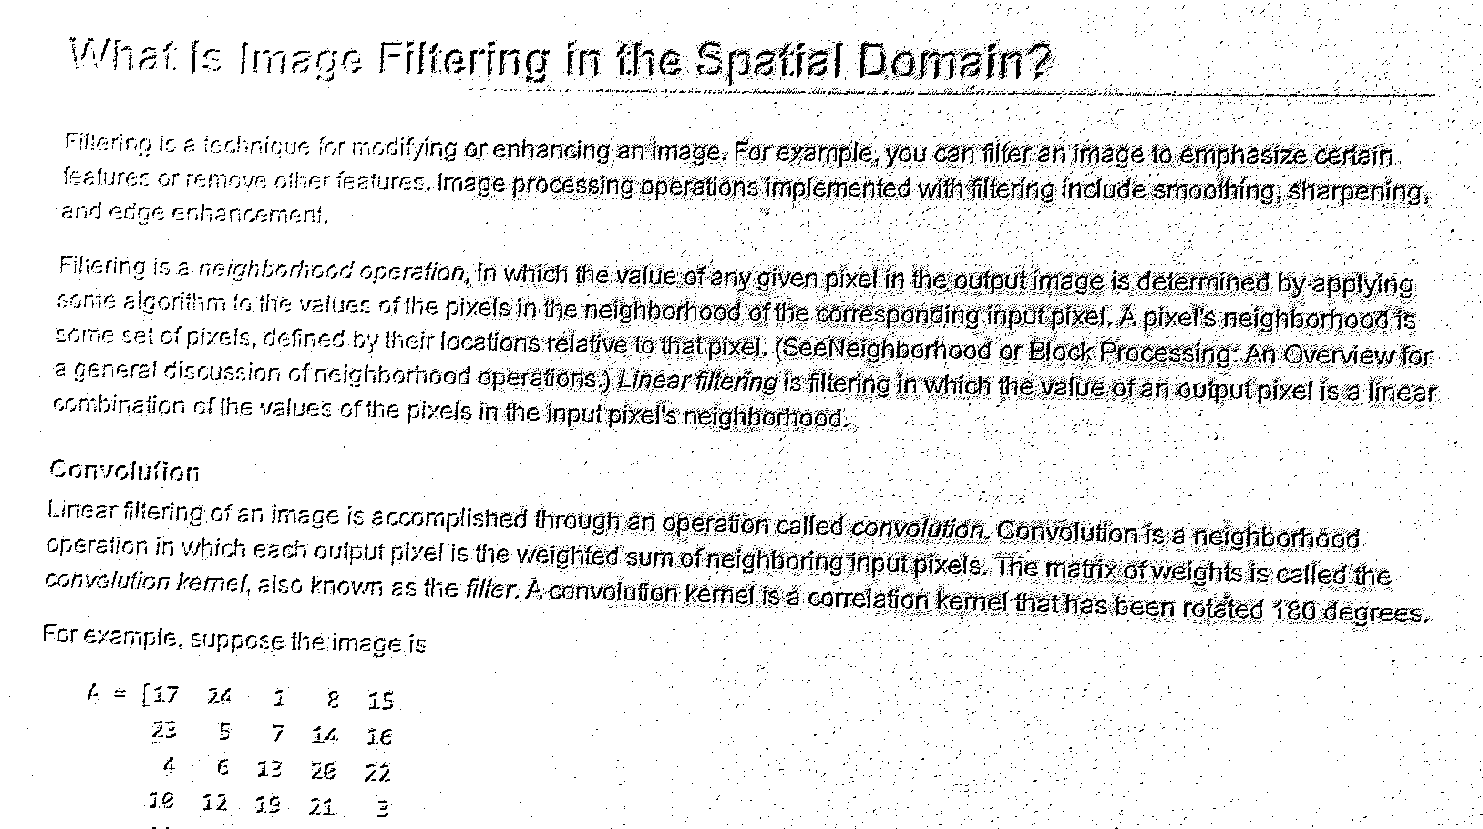 What Is Image Filtering in the Spatial Domain?
Filtering is a technique for modifying or enhancing an image. For example, you can filter an image to emphasize certain
features or remove other features. Image processing operations implemented with filtering include smoothing, sharpening,
and edge enhancement.
Filtering is a neighborhood operation, in which the value of any given pixel in the output image is determined by applying
some algorithm to the values of the pixels in the neighborhood of the corresponding input pixel. A pixel's neighborhood is
some set of pixels, defined by their locations relative to that pixel. (See Neighborhood or Block Processing: An Overview for
a general discussion of neighborhood operations.) Linear filtering is filtering in which the value of an output pixel is a linear
combination of the values of the pixels in the input pixel's neighborhood.
Convolution
Linear filtering of an image is accomplished through an operation called convolution. Convolution is a neighborhood
operation in which each output pixel is the weighted sum of neighboring input pixels. The matrix of weights is called the
convolution kernel, also known as the filter. A convolution kernel is a correlation kernel that has been rotated 180 degrees.
For example, suppose the image is
A = [17 24 1 8 15
23 5 7 14 16
4 6 13 20 22
10 12 19 21 3